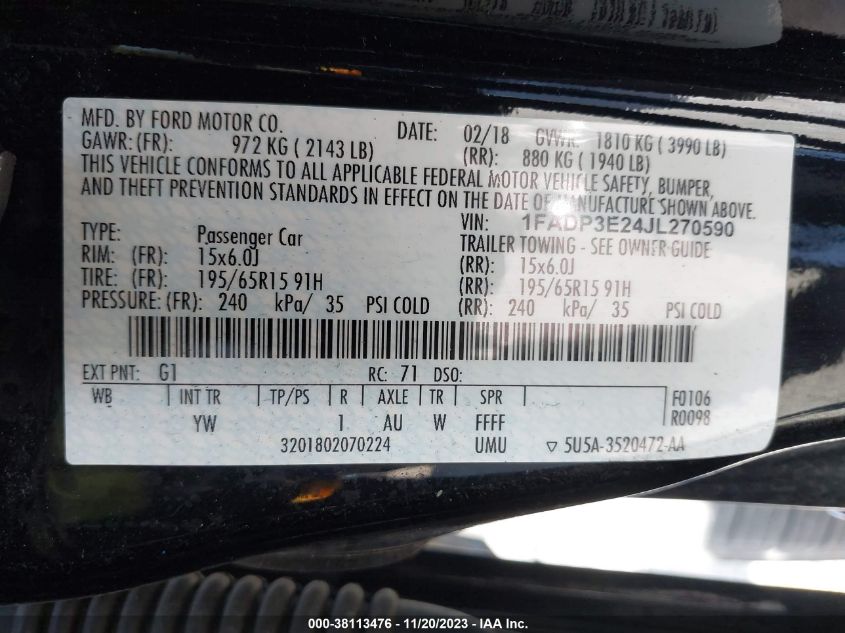 MFD. BY FORD MOTOR CO. DATE: 02/18 GVWR: 1810 KG ( 3990 LB)
GAWR: (FR): 972 KG ( 2143 LB) (RR): 880 KG ( 1940 LB)
THIS VEHICLE CONFORMS TO ALL APPLICABLE FEDERAL MOTOR VEHICLE SAFETY, BUMPER,
AND THEFT PREVENTION STANDARDS IN EFFECT ON THE DATE OF MANUFACTURE SHOWN ABOVE.
VIN: 1FADP3E24JL270590
TYPE: Passenger Car TRAILER TOWING - SEE OWNER GUIDE
RIM: (FR): 15x6.0J (RR): 15x6.0J
TIRE: (FR): 195/65R15 91H (RR): 195/65R15 91H
PRESSURE: (FR): 240 kPa/ 35 PSI COLD (RR): 240 kPa/ 35 PSI COLD
EXT PNT: G1 RC: 71 DSO:
WB INT TR TP/PS R AXLE TR SPR F0106
YW 1 AU W FFFF R0098
3201802070224 UMU ▽ 5U5A-3520472-AA
000-38113476 - 11/20/2023 - IAA Inc.